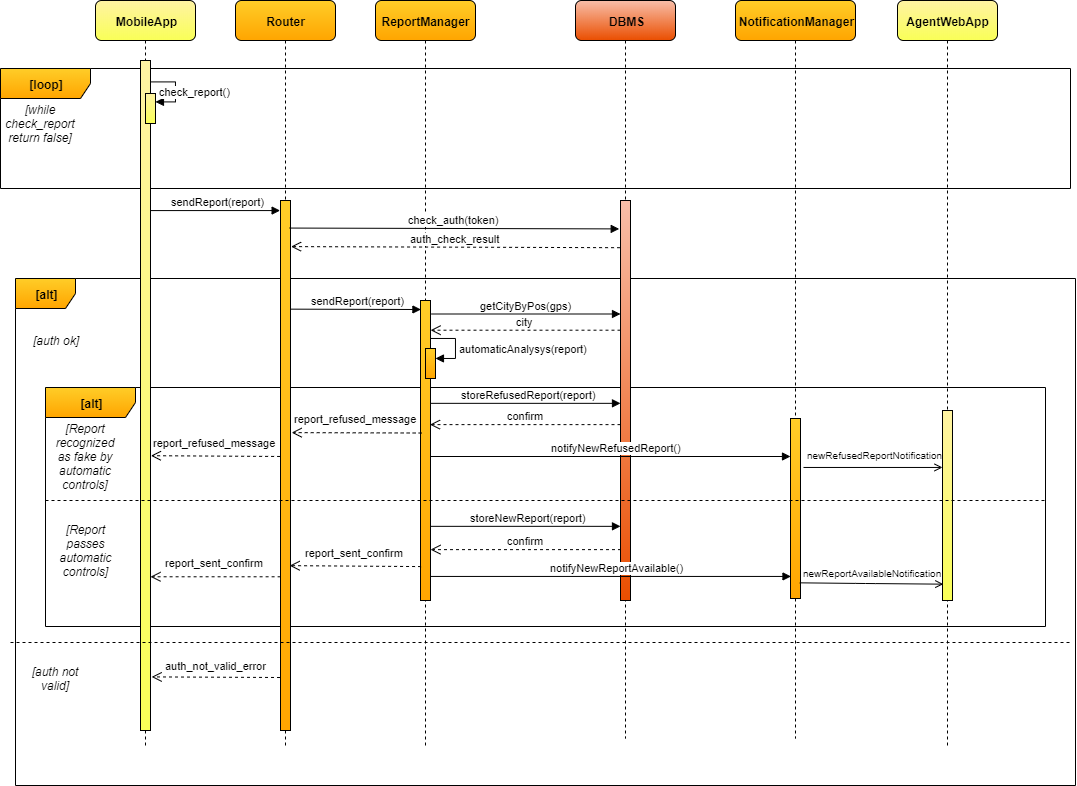 MobileApp
Router
ReportManager
DBMS
NotificationManager
AgentWebApp
[loop]
check_report()
[while
check_report
return false]
sendReport(report)
check_auth(token)
auth_check_result
[alt]
sendReport(report)
getCityByPos(gps)
city
[auth ok]
automaticAnalysys(report)
[alt]
storeRefusedReport(report)
confirm
report_refused_message
[Report
recognized
as fake by
automatic
controls]
report_refused_message
notifyNewRefusedReport()
newRefusedReportNotification
storeNewReport(report)
[Report
passes
automatic
controls]
confirm
report_sent_confirm
report_sent_confirm
notifyNewReportAvailable()
newReportAvailableNotification
[auth not
valid]
auth_not_valid_error